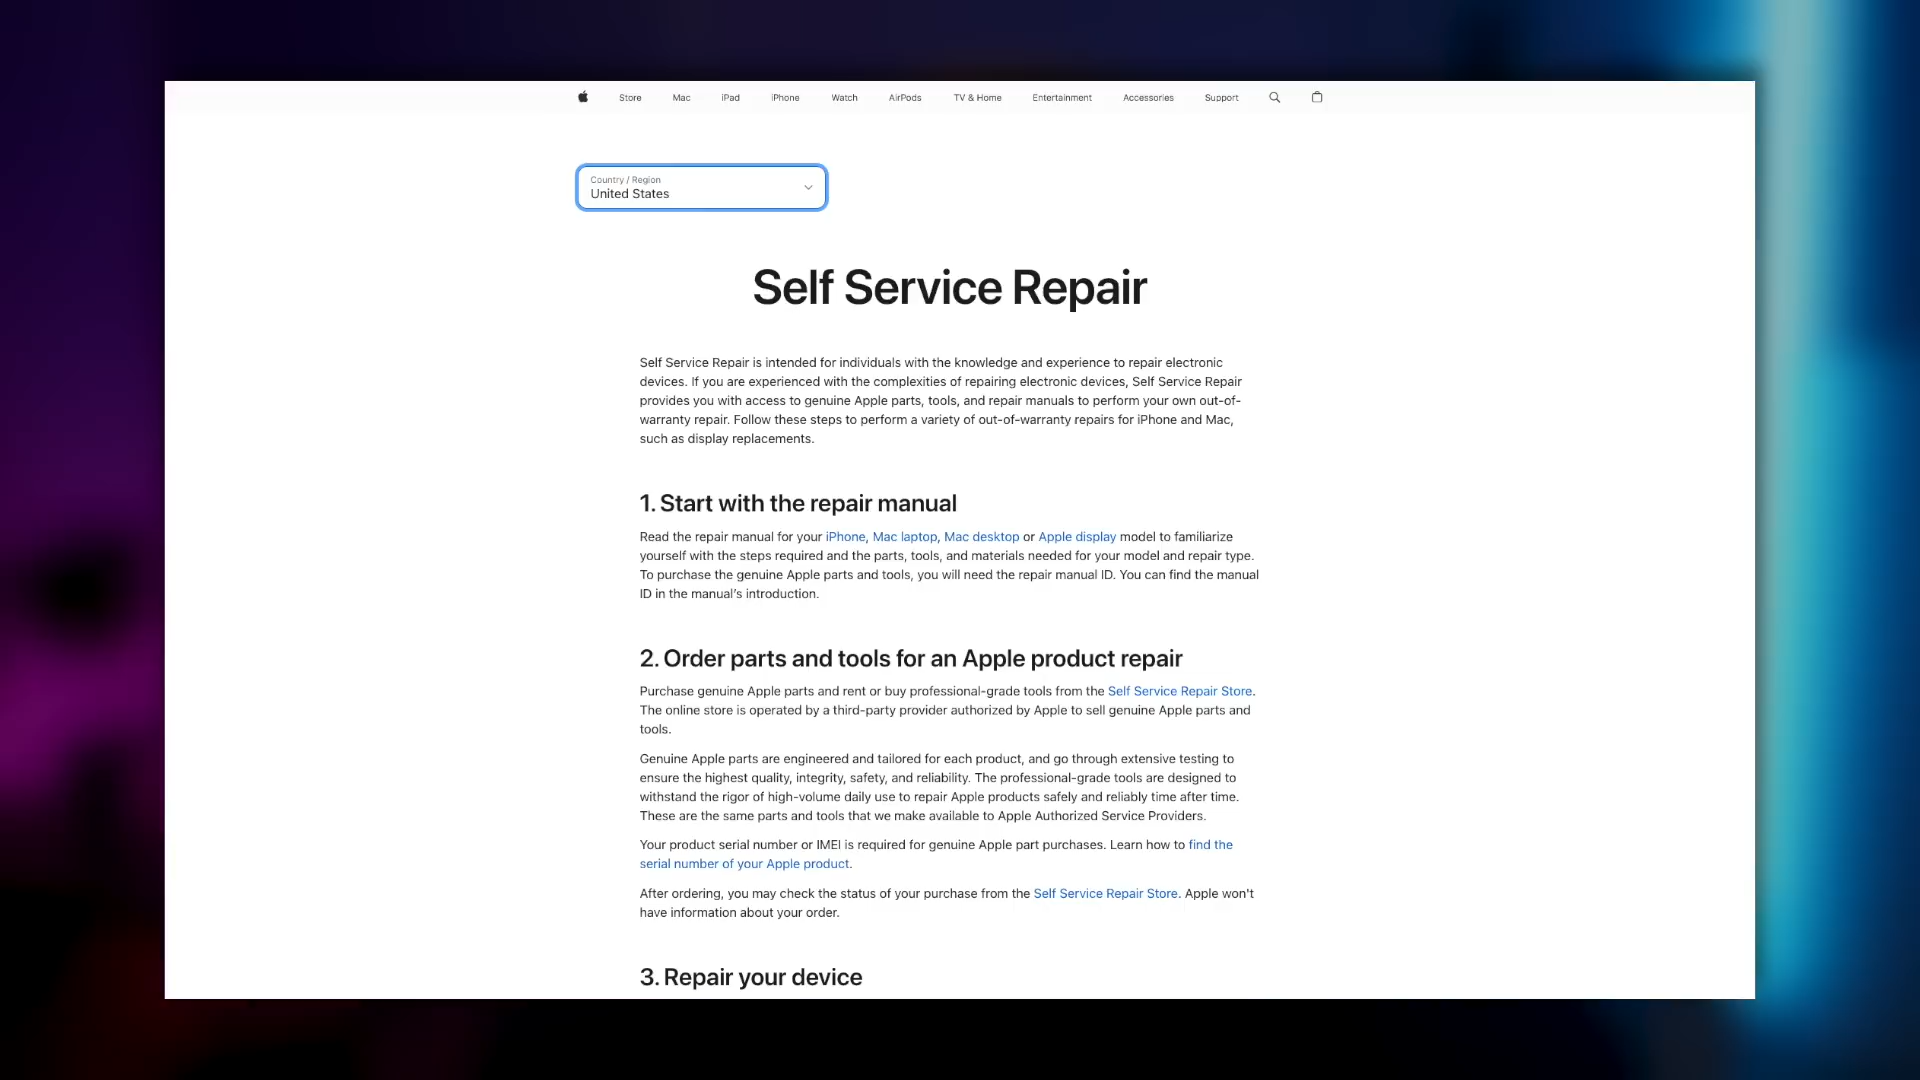 Store Mac iPad iPhone Watch AirPods TV & Home Entertainment Accessories Support
Country / Region
United States
Self Service Repair
Self Service Repair is intended for individuals with the knowledge and experience to repair electronic
devices. If you are experienced with the complexities of repairing electronic devices, Self Service Repair
provides you with access to genuine Apple parts, tools, and repair manuals to perform your own out-of-
warranty repair. Follow these steps to perform a variety of out-of-warranty repairs for iPhone and Mac,
such as display replacements.
1. Start with the repair manual
Read the repair manual for your iPhone, Mac laptop, Mac desktop or Apple display model to familiarize
yourself with the steps required and the parts, tools, and materials needed for your model and repair type.
To purchase the genuine Apple parts and tools, you will need the repair manual ID. You can find the manual
ID in the manual's introduction.
2. Order parts and tools for an Apple product repair
Purchase genuine Apple parts and rent or buy professional-grade tools from the Self Service Repair Store.
The online store is operated by a third-party provider authorized by Apple to sell genuine Apple parts and
tools.
Genuine Apple parts are engineered and tailored for each product, and go through extensive testing to
ensure the highest quality, integrity, safety, and reliability. The professional-grade tools are designed to
withstand the rigor of high-volume daily use to repair Apple products safely and reliably time after time.
These are the same parts and tools that we make available to Apple Authorized Service Providers.
Your product serial number or IMEI is required for genuine Apple part purchases. Learn how to find the
serial number of your Apple product.
After ordering, you may check the status of your purchase from the Self Service Repair Store. Apple won't
have information about your order.
3. Repair your device